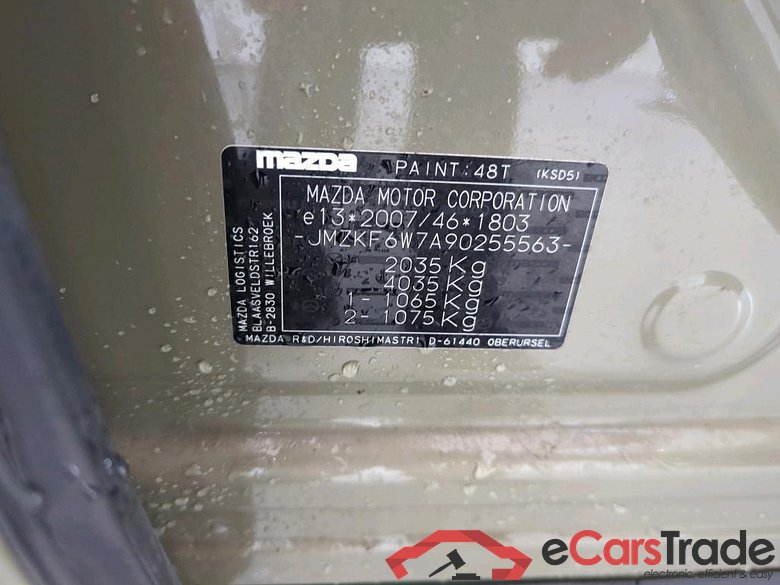 mazda PAINT:48T (KSD5)
MAZDA MOTOR CORPORATION
e13*2007/46*1803
-JMZKF6W7A90255563-
2035 Kg
4035 Kg
1- 1065 Kg
2- 1075 Kg
MAZDA LOGISTICS
BLAASVELDSTR162
B-2830 WILLEBROEK
MAZDA R&D/HIROSHIMASTR1 D-61440 OBERURSEL
eCarsTrade
electronic, efficient & easy